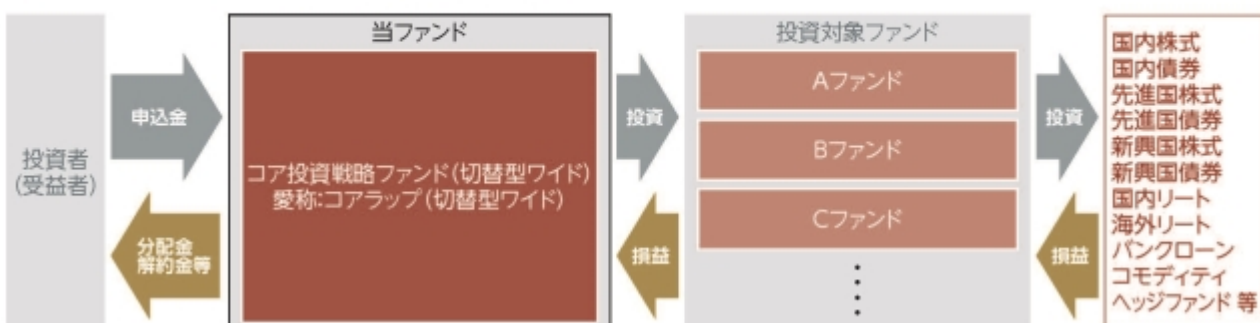 投資者
(受益者)
申込金
分配金
解約金等
当ファンド
コア投資戦略ファンド(切替型ワイド)
愛称:コアラップ(切替型ワイド)
投資
損益
投資対象ファンド
Aファンド
Bファンド
Cファンド
投資
損益
国内株式
国内債券
先進国株式
先進国債券
新興国株式
新興国債券
国内リート
海外リート
バンクローン
コモディティ
ヘッジファンド 等